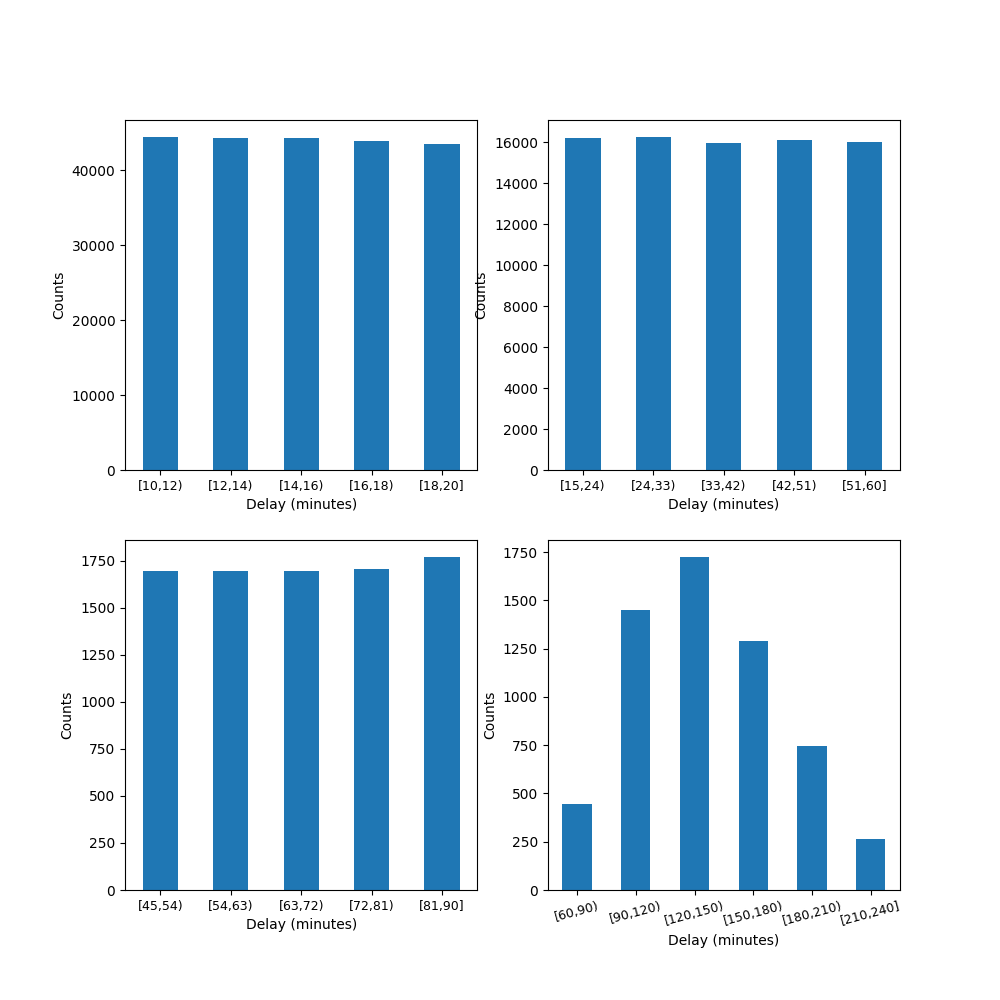 40000
30000
20000
10000
0
Counts
[10,12) [12,14) [14,16) [16,18) [18,20]
Delay (minutes)
16000
14000
12000
10000
8000
6000
4000
2000
0
Counts
[15,24) [24,33) [33,42) [42,51) [51,60]
Delay (minutes)
1750
1500
1250
1000
750
500
250
0
Counts
[45,54) [54,63) [63,72) [72,81) [81,90]
Delay (minutes)
1750
1500
1250
1000
750
500
250
0
Counts
[60,90) [90,120) [120,150) [150,180) [180,210) [210,240]
Delay (minutes)